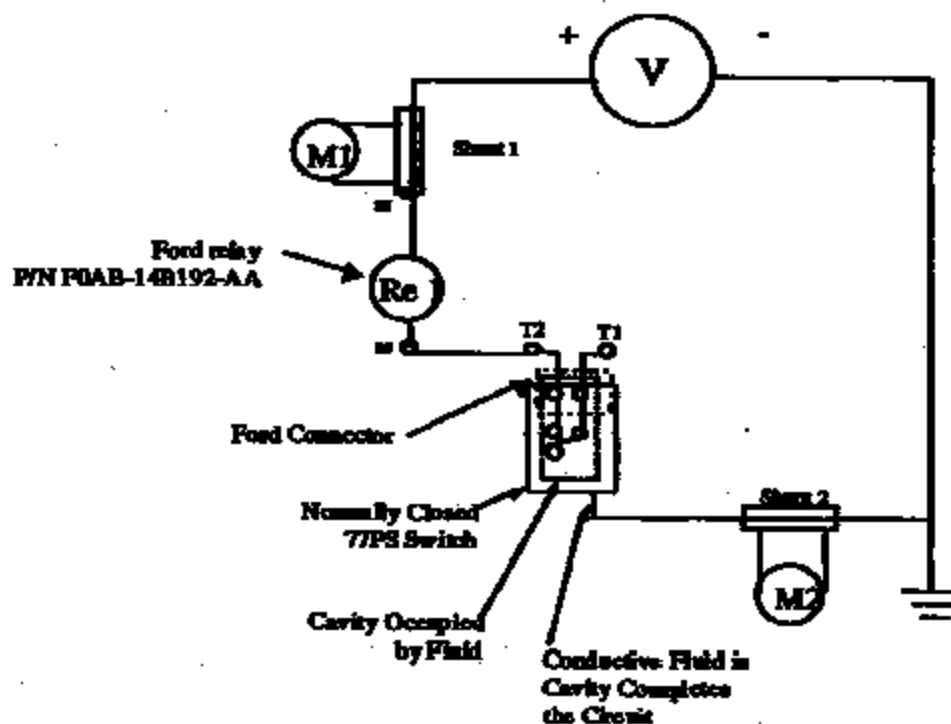 +
-
V
M1
Shunt 1
Ford relay
P/N F0AB-14B192-AA
Re
T2
T1
Ford Connector
Normally Closed
77PS Switch
Shunt 2
M2
Cavity Occupied
by Fluid
Conductive Fluid in
Cavity Completes
the Circuit